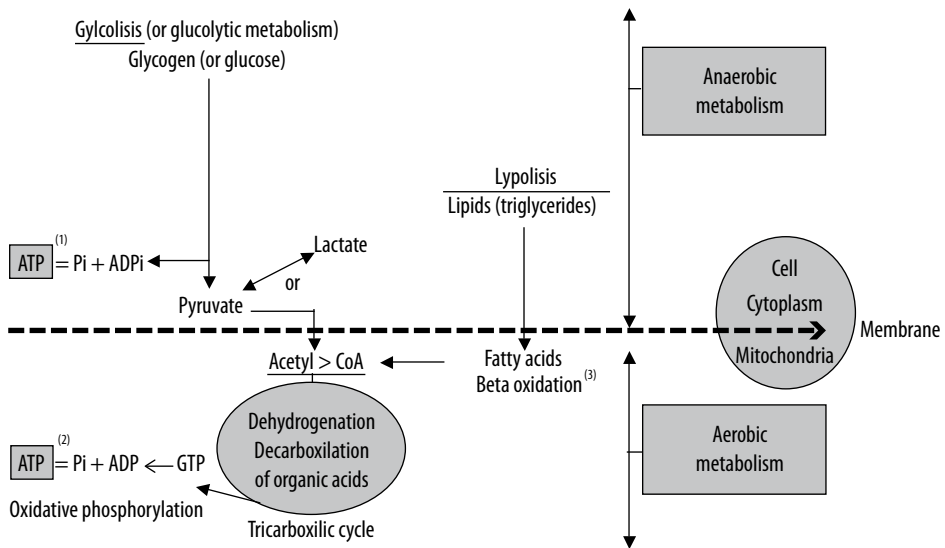 Gylcolisis (or glucolytic metabolism)
Glycogen (or glucose)
Anaerobic
metabolism
Lypolisis
Lipids (triglycerides)
ATP (1) = Pi + ADPi
Lactate
or
Pyruvate
Cell
Cytoplasm
Mitochondria
Membrane
Acetyl > CoA
Fatty acids
Beta oxidation (3)
Dehydrogenation
Decarboxilation
of organic acids
Aerobic
metabolism
ATP (2) = Pi + ADP
GTP
Oxidative phosphorylation
Tricarboxilic cycle